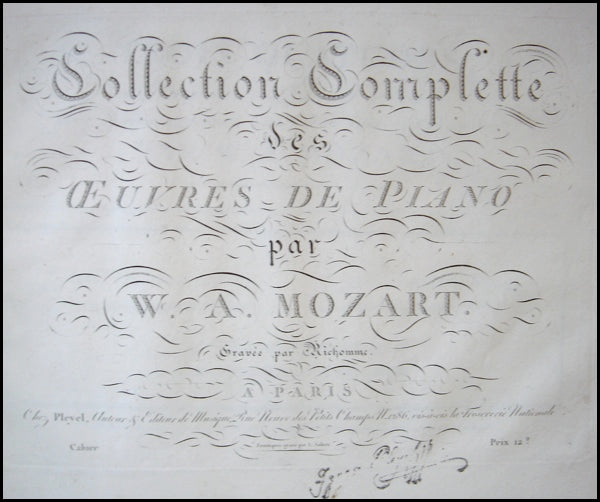 Collection Complette
des
ŒUVRES DE PIANO
par
W. A. MOZART.
Gravée par Richomme.
A PARIS
Chez Pleyel, Auteur & Editeur de Musique, Rue Neuve des Petits Champs N.º 786, vis-à-vis la Trésorerie Nationale
Cahier Prix 12.ᶠ